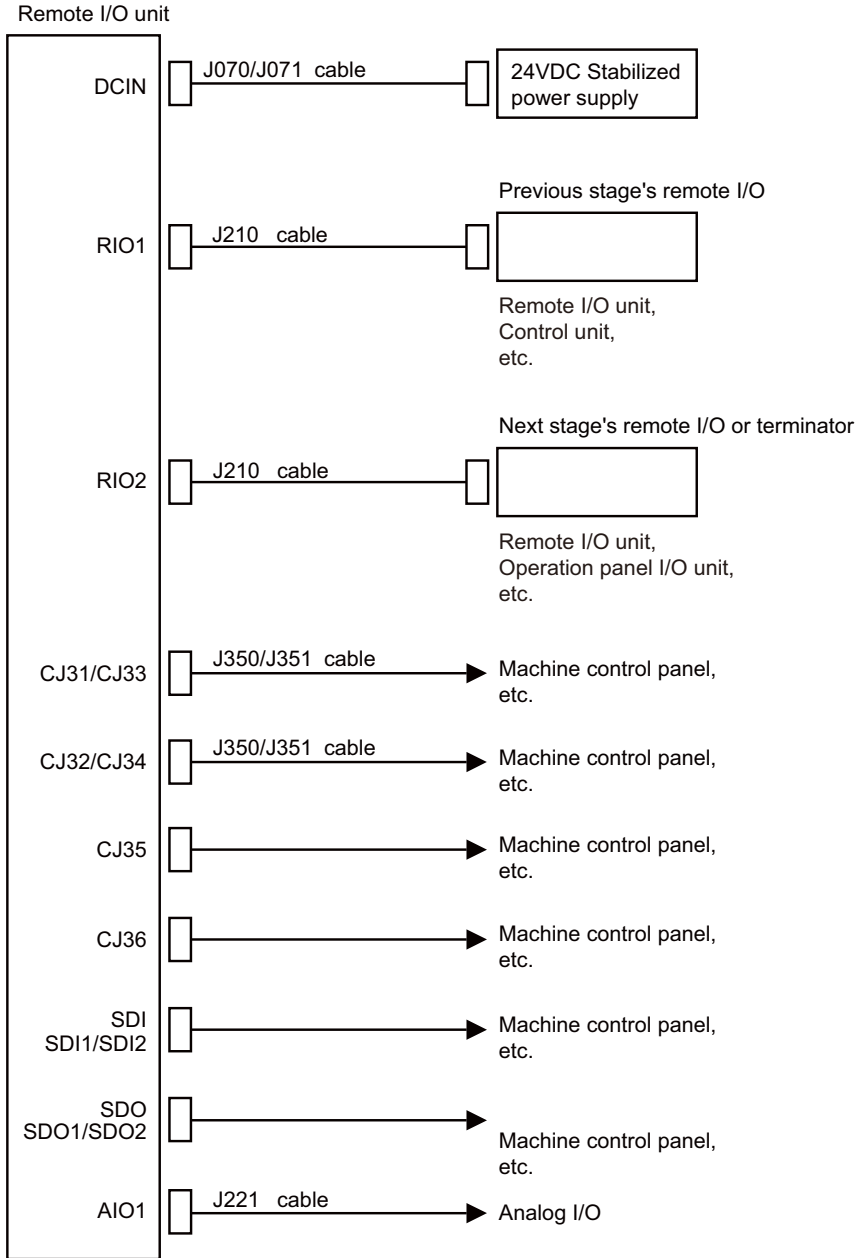 Remote I/O unit
DCIN
J070/J071 cable
24VDC Stabilized
power supply
Previous stage's remote I/O
RIO1
J210 cable
Remote I/O unit,
Control unit,
etc.
Next stage's remote I/O or terminator
RIO2
J210 cable
Remote I/O unit,
Operation panel I/O unit,
etc.
CJ31/CJ33
J350/J351 cable
Machine control panel,
etc.
CJ32/CJ34
J350/J351 cable
Machine control panel,
etc.
CJ35
Machine control panel,
etc.
CJ36
Machine control panel,
etc.
SDI
SDI1/SDI2
Machine control panel,
etc.
SDO
SDO1/SDO2
Machine control panel,
etc.
AIO1
J221 cable
Analog I/O